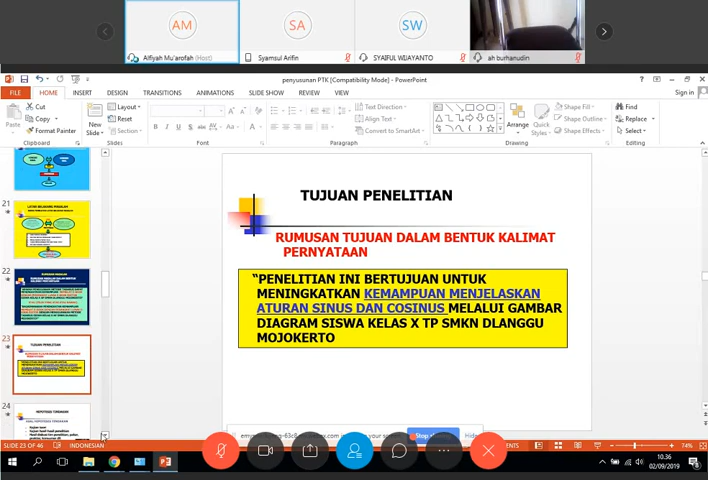 AM
SA
SW
Alfiyah Mu'arofah (Host)
Syamsul Arifin
SYAIFUL WIJAYANTO
ah burhanudin
penyusunan PTK [Compatibility Mode] - PowerPoint
FILE
HOME
INSERT
DESIGN
TRANSITIONS
ANIMATIONS
SLIDE SHOW
REVIEW
VIEW
Sign in
Paste
Cut
Copy
Format Painter
Clipboard
New
Slide
Layout
Reset
Section
Slides
Font
Text Direction
Align Text
Convert to SmartArt
Paragraph
Arrange
Quick
Styles
Shape Fill
Shape Outline
Shape Effects
Drawing
Find
Replace
Select
Editing
21
22
23
24
TUJUAN PENELITIAN
RUMUSAN TUJUAN DALAM BENTUK KALIMAT
PERNYATAAN
“PENELITIAN INI BERTUJUAN UNTUK
MENINGKATKAN KEMAMPUAN MENJELASKAN
ATURAN SINUS DAN COSINUS MELALUI GAMBAR
DIAGRAM SISWA KELAS X TP SMKN DLANGGU
MOJOKERTO
Stop
Hide
SLIDE 23 OF 46
INDONESIAN
74%
10.36
02/09/2019